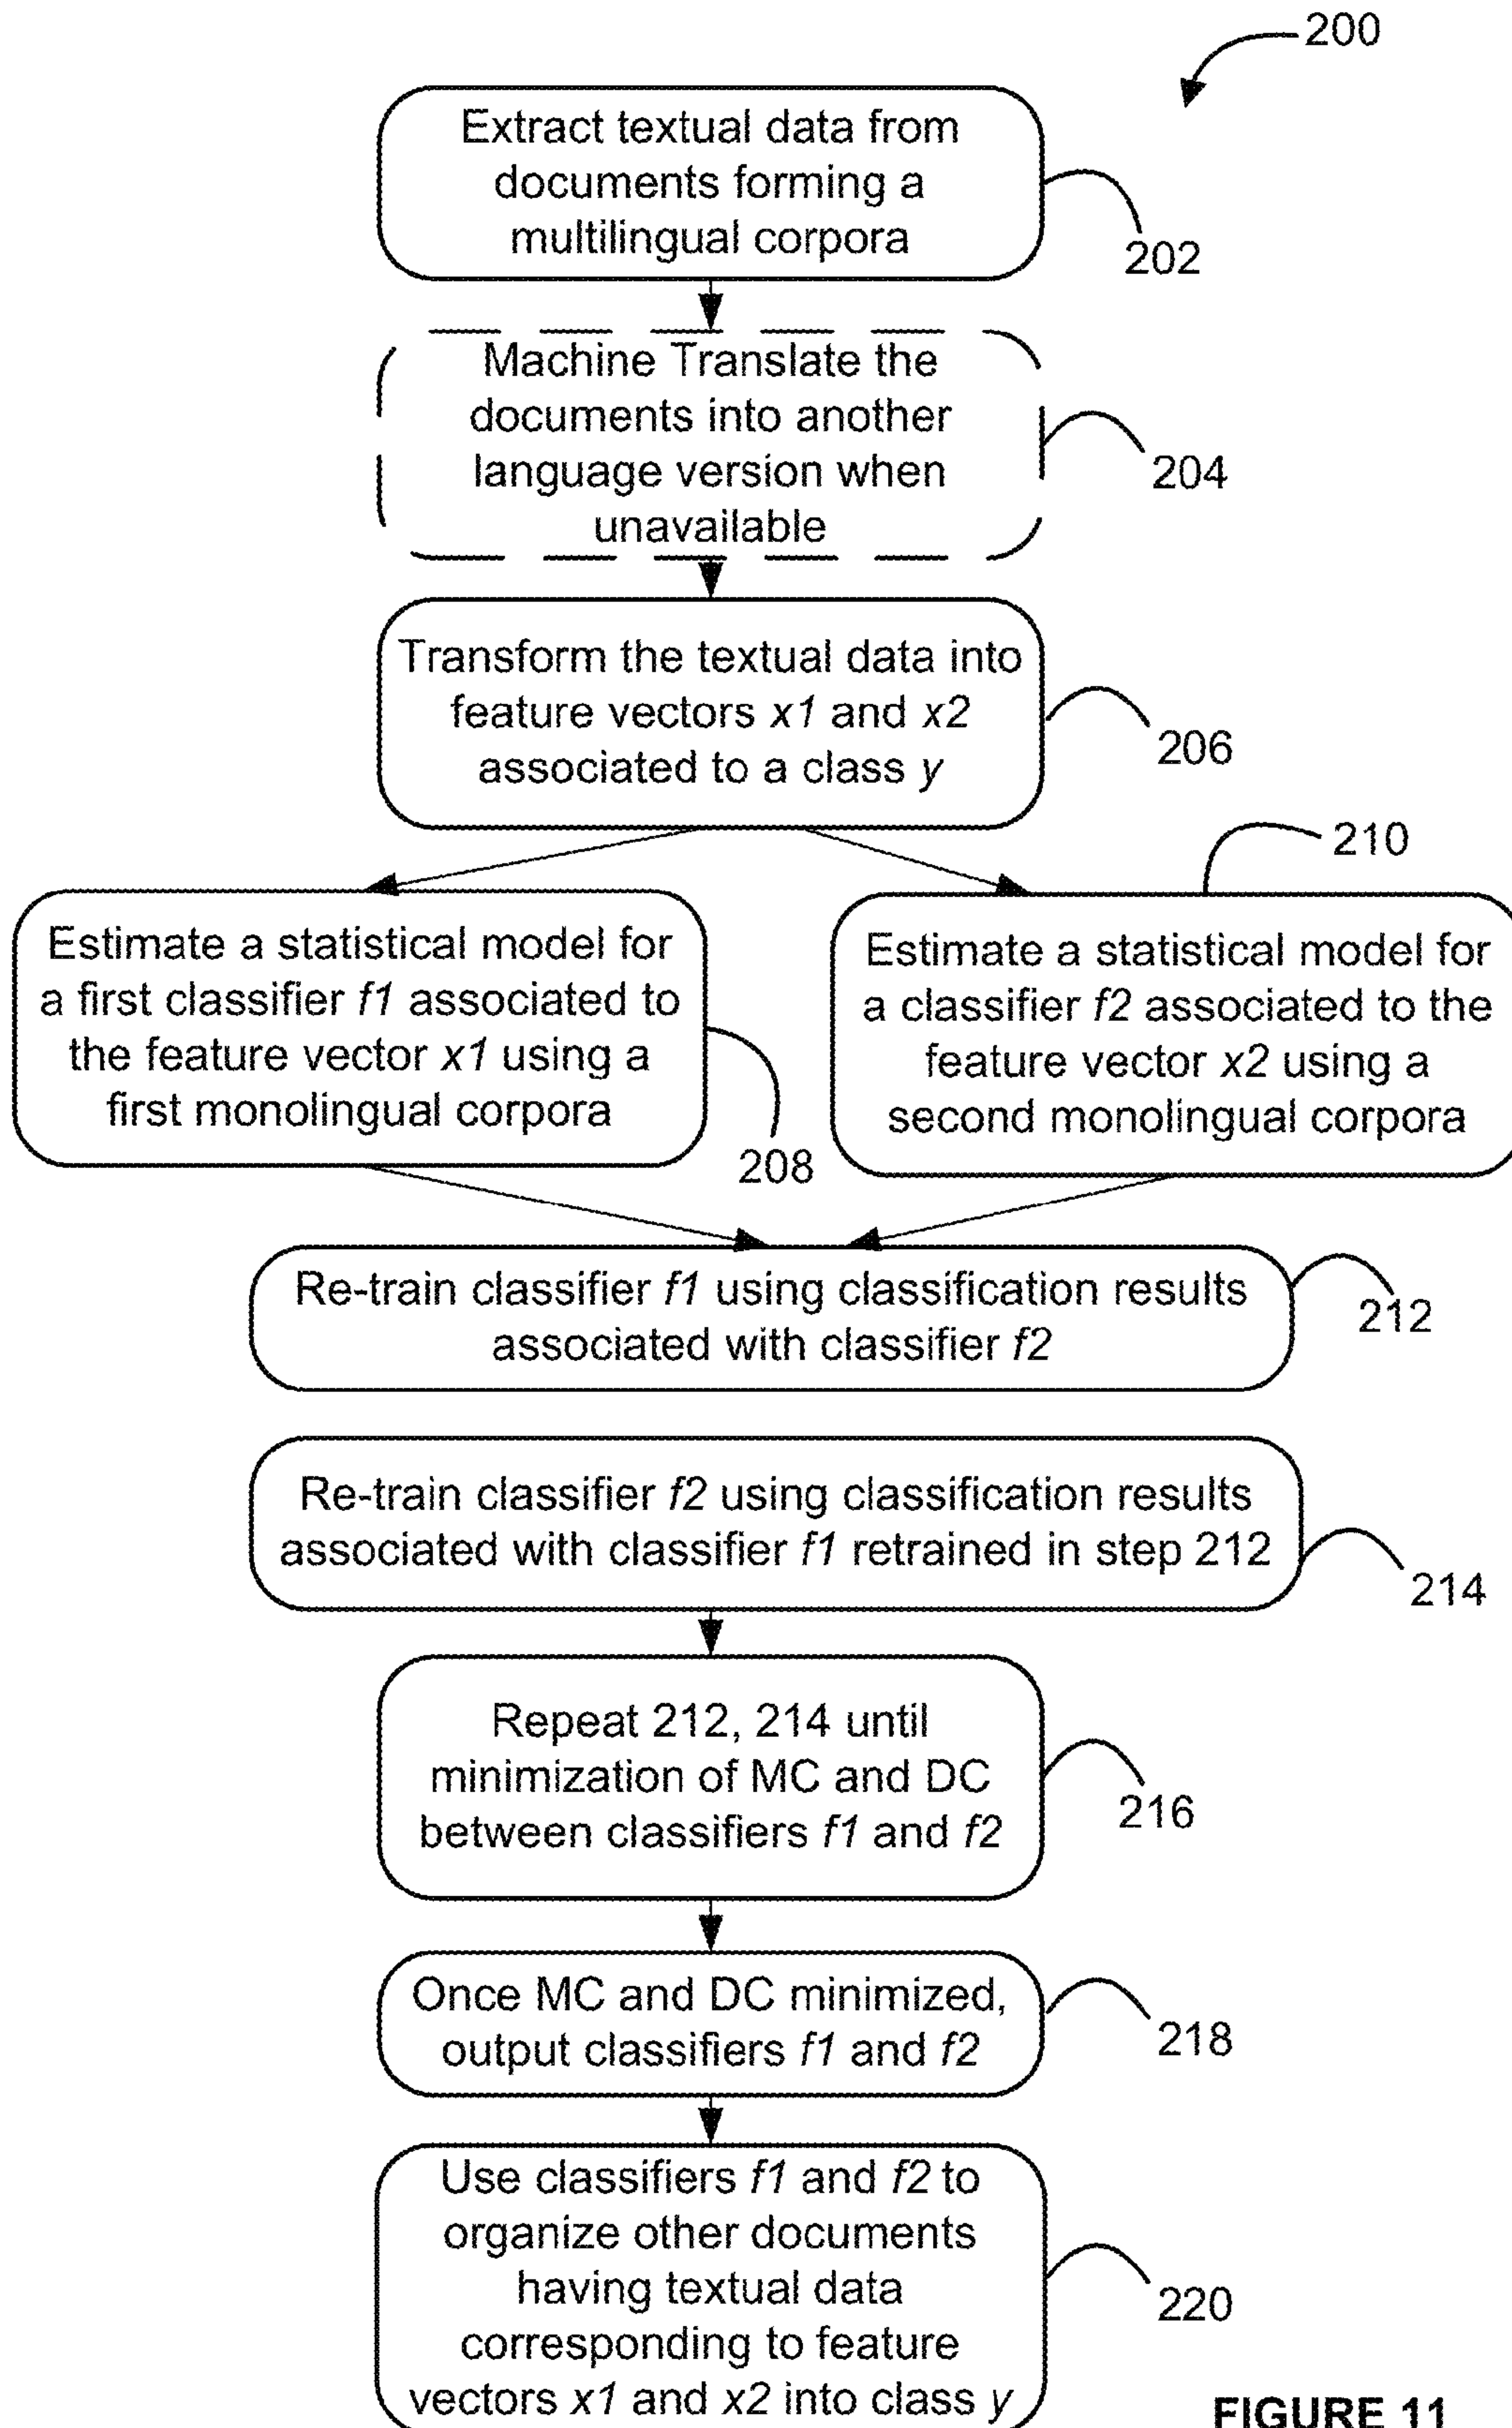 200
Extract textual data from
documents forming a
multilingual corpora
202
Machine Translate the
documents into another
language version when
unavailable
204
Transform the textual data into
feature vectors x1 and x2
associated to a class y
206
210
Estimate a statistical model for
a first classifier f1 associated to
the feature vector x1 using a
first monolingual corpora
208
Estimate a statistical model for
a classifier f2 associated to the
feature vector x2 using a
second monolingual corpora
Re-train classifier f1 using classification results
associated with classifier f2
212
Re-train classifier f2 using classification results
associated with classifier f1 retrained in step 212
214
Repeat 212, 214 until
minimization of MC and DC
between classifiers f1 and f2
216
Once MC and DC minimized,
output classifiers f1 and f2
218
Use classifiers f1 and f2 to
organize other documents
having textual data
corresponding to feature
vectors x1 and x2 into class y
220
FIGURE 11